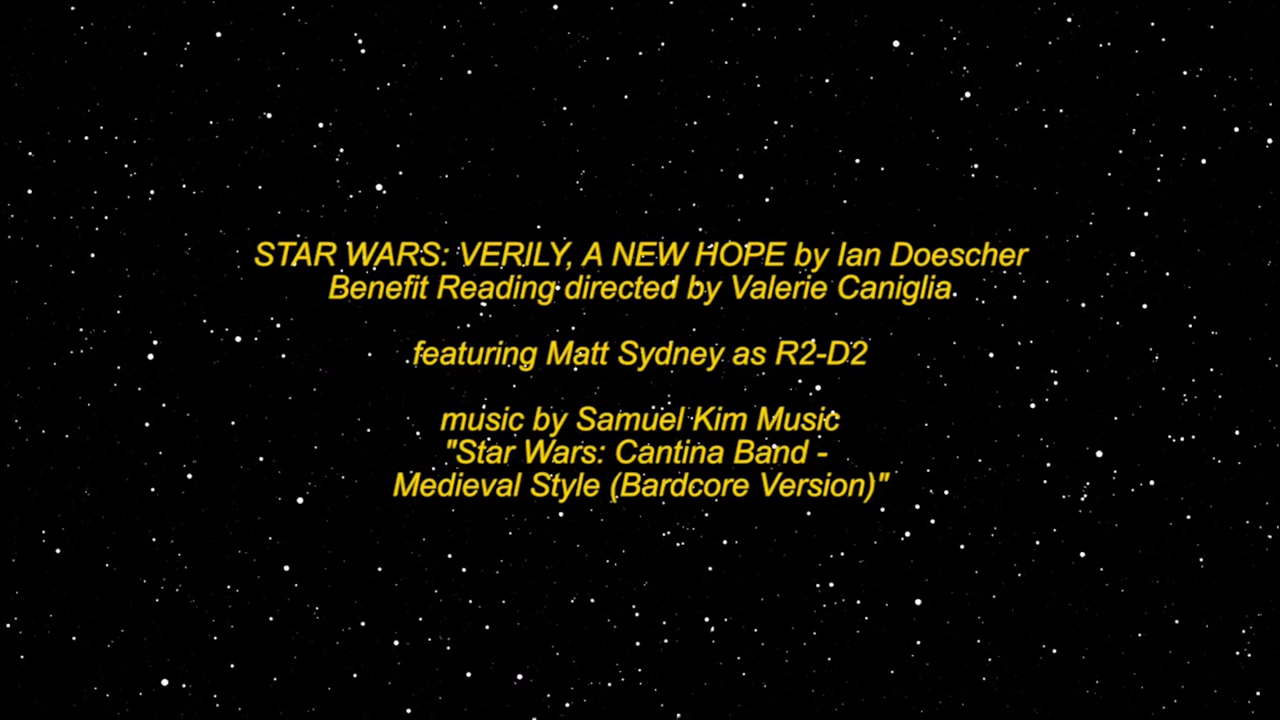 STAR WARS: VERILY, A NEW HOPE by Ian Doescher
Benefit Reading directed by Valerie Caniglia
featuring Matt Sydney as R2-D2
music by Samuel Kim Music
"Star Wars: Cantina Band -
Medieval Style (Bardcore Version)"